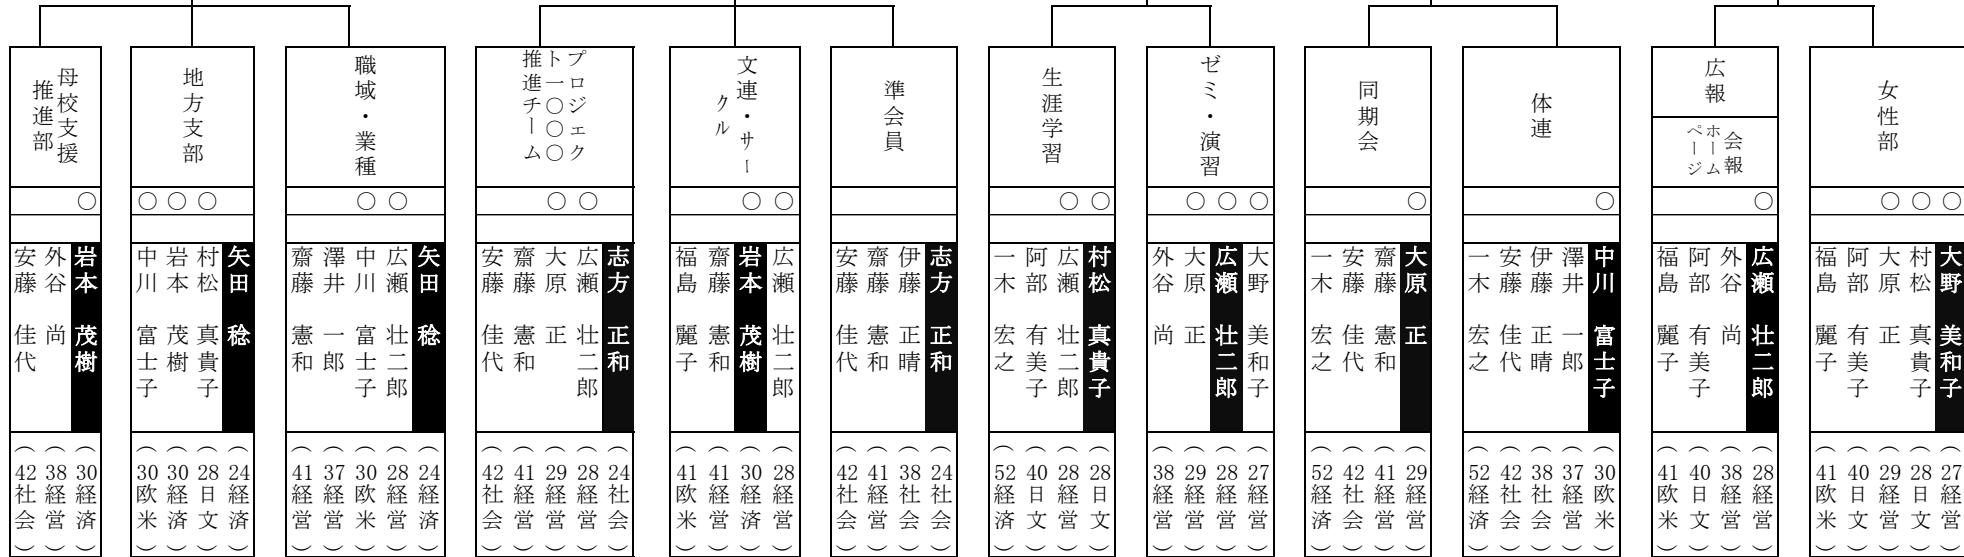 女性部
○○○
大野 美和子
村松 真貴子
大原 正
阿部 有美子
福島 麗子
（27経営）
（28日文）
（29経営）
（40日文）
（41欧米）
広報
会報
ホーム
ページ
○
広瀬 壮二郎
外谷 尚
阿部 有美子
福島 麗子
（28経営）
（38経営）
（40日文）
（41欧米）
体連
○
中川 富士子
澤井 一郎
伊藤 正晴
安藤 佳代
一木 宏之
（30欧米）
（37経営）
（38社会）
（42社会）
（52経済）
同期会
○
大原 正
齋藤 憲和
安藤 佳代
一木 宏之
（29経営）
（41経営）
（42社会）
（52経済）
ゼミ・演習
○○○
大野 美和子
広瀬 壮二郎
大原 正
外谷 尚
（27経営）
（28経営）
（29経営）
（38経営）
生涯学習
○○
村松 真貴子
広瀬 壮二郎
阿部 有美子
一木 宏之
（28日文）
（28経営）
（40日文）
（52経済）
準会員
志方 正和
伊藤 正晴
齋藤 憲和
安藤 佳代
（24社会）
（38社会）
（41経営）
（42社会）
文連・サー
クル
○○
広瀬 壮二郎
岩本 茂樹
齋藤 憲和
福島 麗子
（28経営）
（30経済）
（41経営）
（41欧米）
プロジェク
ト一〇〇〇
推進チーム
○○
志方 正和
広瀬 壮二郎
大原 正
齋藤 憲和
安藤 佳代
（24社会）
（28経営）
（29経営）
（41経営）
（42社会）
職域・業種
○○
矢田 稔
広瀬 壮二郎
中川 富士子
澤井 一郎
齋藤 憲和
（24経済）
（28経営）
（30欧米）
（37経営）
（41経営）
地方支部
○○○
矢田 稔
村松 真貴子
岩本 茂樹
中川 富士子
（24経済）
（28日文）
（30経済）
（30欧米）
母校支援
推進部
○
岩本 茂樹
外谷 尚
安藤 佳代
（30経済）
（38経営）
（42社会）